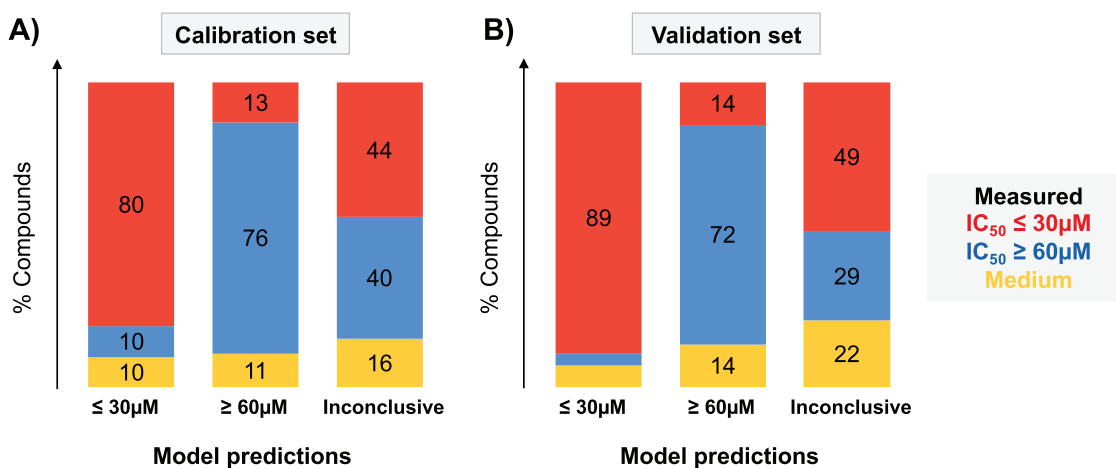 A)
Calibration set
% Compounds
80
10
10
13
76
11
44
40
16
≤ 30µM
≥ 60µM
Inconclusive
Model predictions
B)
Validation set
% Compounds
89
14
72
14
49
29
22
≤ 30µM
≥ 60µM
Inconclusive
Model predictions
Measured
IC50 ≤ 30µM
IC50 ≥ 60µM
Medium